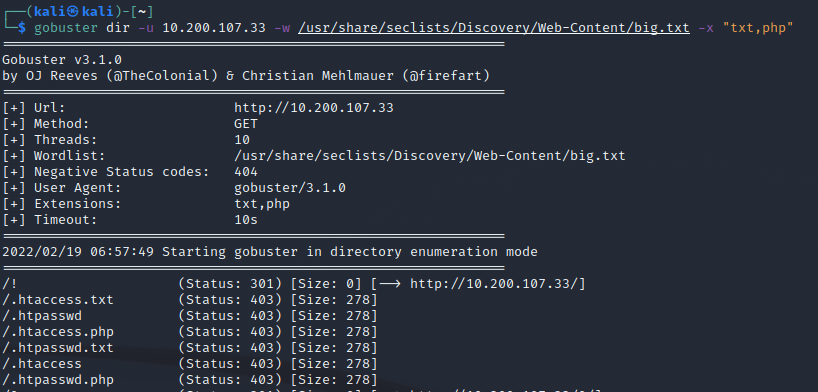 ┌──(kali㉿kali)-[~]
└─$ gobuster dir -u 10.200.107.33 -w /usr/share/seclists/Discovery/Web-Content/big.txt -x "txt,php"
===============================================================
Gobuster v3.1.0
by OJ Reeves (@TheColonial) & Christian Mehlmauer (@firefart)
===============================================================
[+] Url:                     http://10.200.107.33
[+] Method:                  GET
[+] Threads:                 10
[+] Wordlist:                /usr/share/seclists/Discovery/Web-Content/big.txt
[+] Negative Status codes:   404
[+] User Agent:              gobuster/3.1.0
[+] Extensions:              txt,php
[+] Timeout:                 10s
===============================================================
2022/02/19 06:57:49 Starting gobuster in directory enumeration mode
===============================================================
/!                    (Status: 301) [Size: 0] [--> http://10.200.107.33/]
/.htaccess.txt        (Status: 403) [Size: 278]
/.htpasswd            (Status: 403) [Size: 278]
/.htaccess.php        (Status: 403) [Size: 278]
/.htpasswd.txt        (Status: 403) [Size: 278]
/.htaccess            (Status: 403) [Size: 278]
/.htpasswd.php        (Status: 403) [Size: 278]